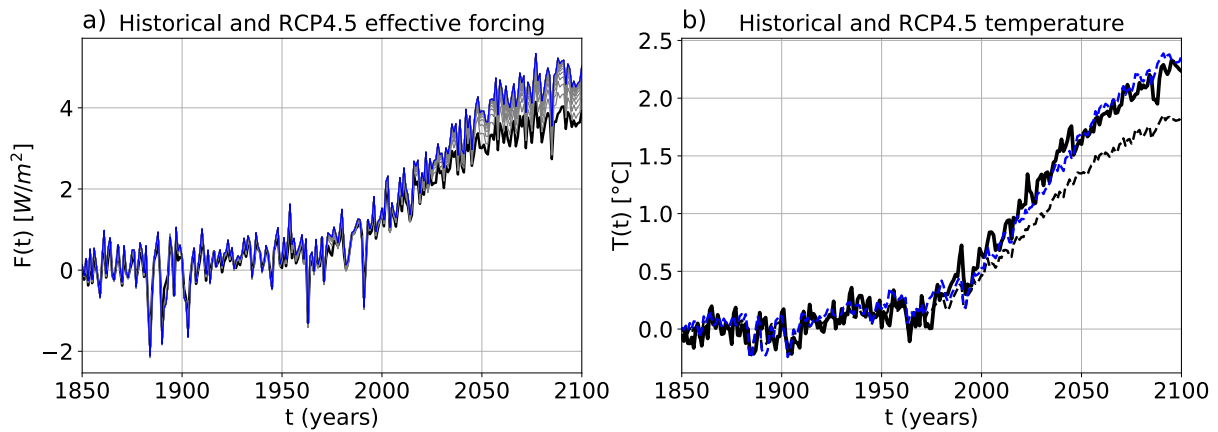 a) Historical and RCP4.5 effective forcing
F(t) [W/m²]
4
2
0
−2
1850 1900 1950 2000 2050 2100
t (years)
b) Historical and RCP4.5 temperature
T(t) [°C]
2.5
2.0
1.5
1.0
0.5
0.0
1850 1900 1950 2000 2050 2100
t (years)